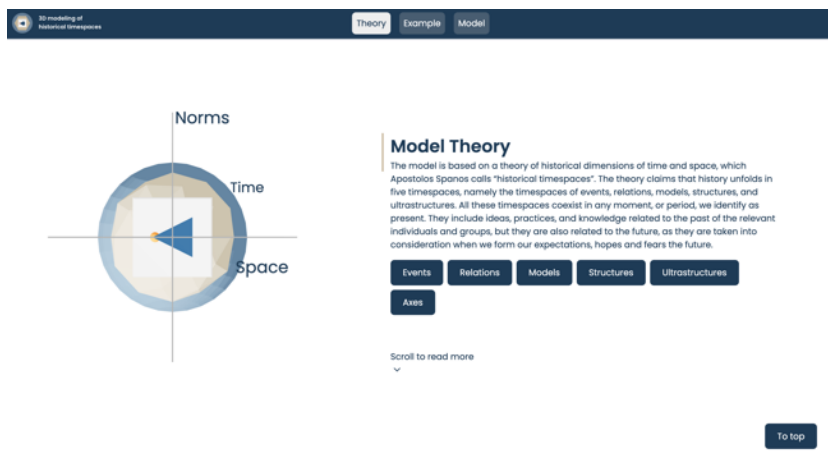 3D modeling of
historical timespaces
Theory
Example
Model
Norms
Time
Space
Model Theory
The model is based on a theory of historical dimensions of time and space, which
Apostolos Spanos calls "historical timespaces". The theory claims that history unfolds in
five timespaces, namely the timespaces of events, relations, models, structures, and
ultrastructures. All these timespaces coexist in any moment, or period, we identify as
present. They include ideas, practices, and knowledge related to the past of the relevant
individuals and groups, but they are also related to the future, as they are taken into
consideration when we form our expectations, hopes and fears the future.
Events
Relations
Models
Structures
Ultrastructures
Axes
Scroll to read more
To top